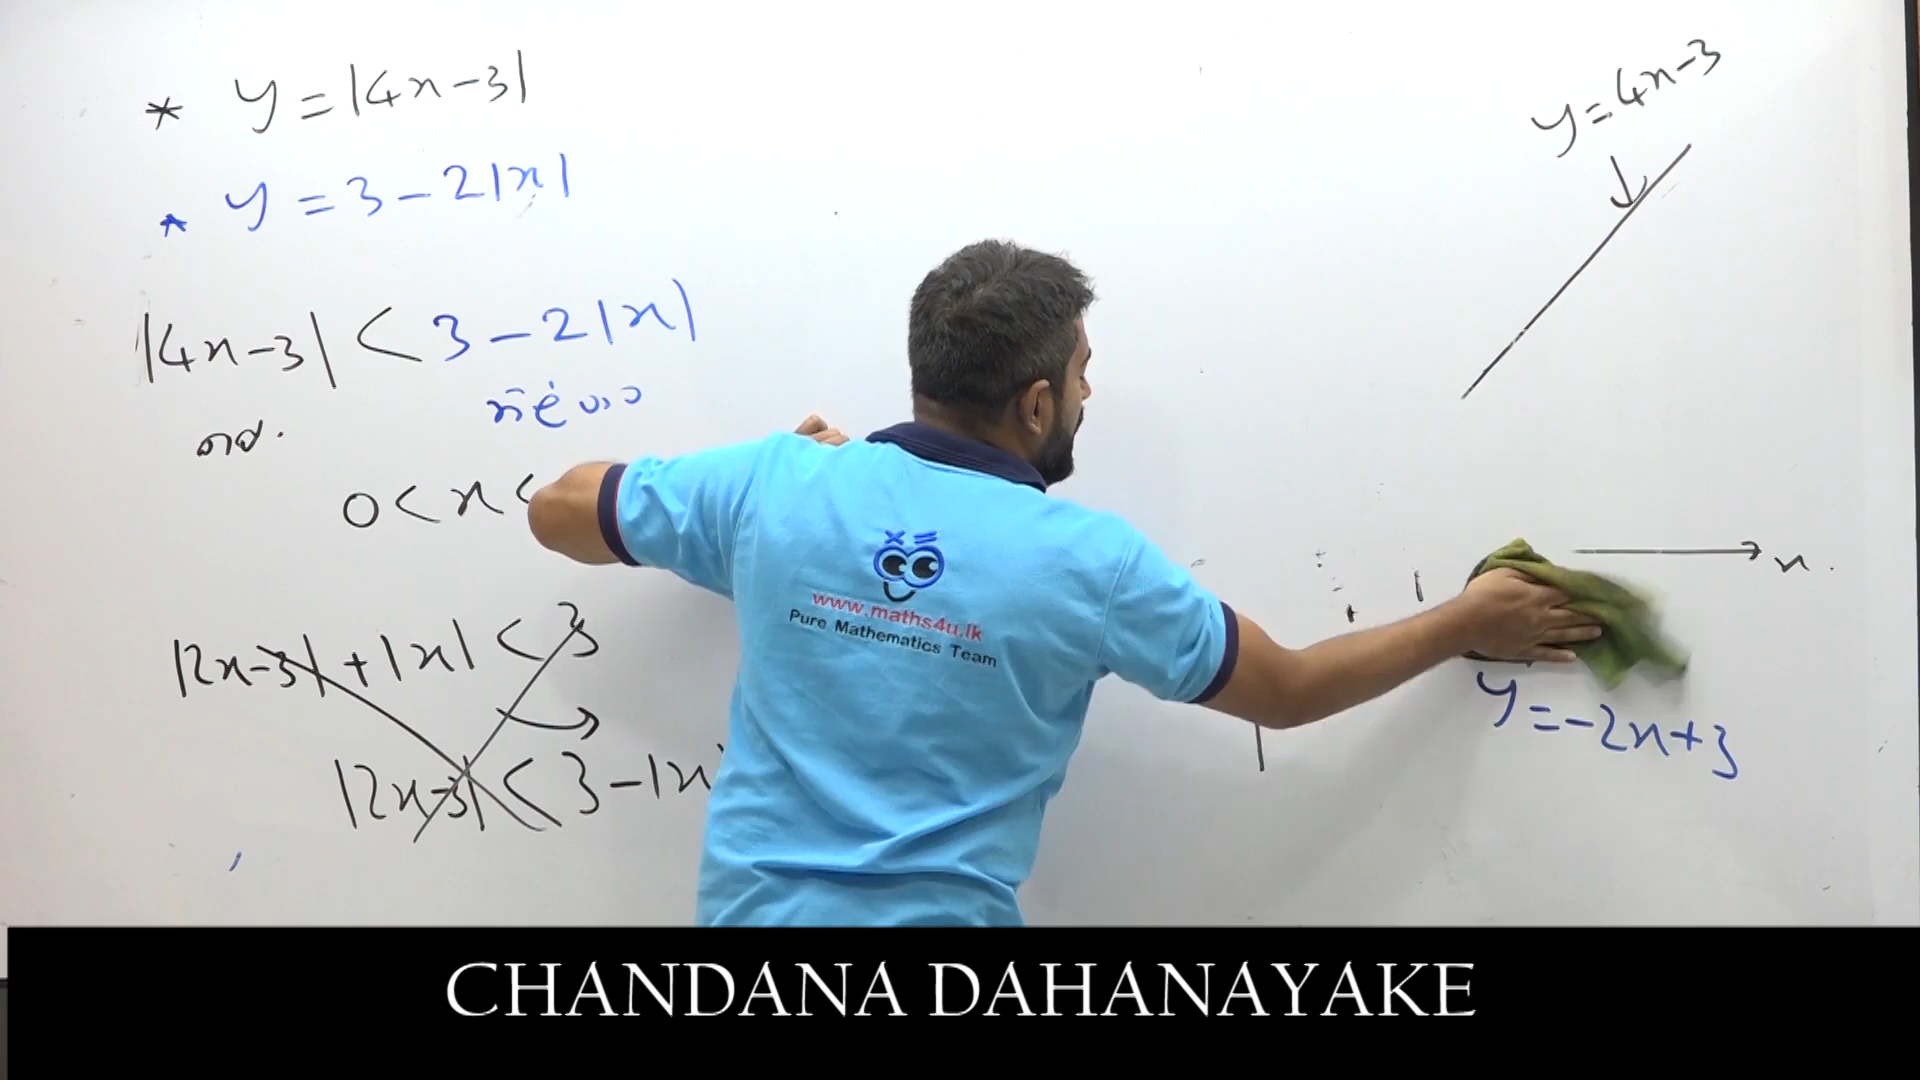 * y = |4x-3|
* y = 3 - 2|x|
|4x-3| < 3 - 2|x|
0 < x <
|2x-3| + |x| < 3
|2x-3| < 3 - |x
y = 4x-3
x
y = -2x+3
x =
www.maths4u.lk
Pure Mathematics Team
CHANDANA DAHANAYAKE